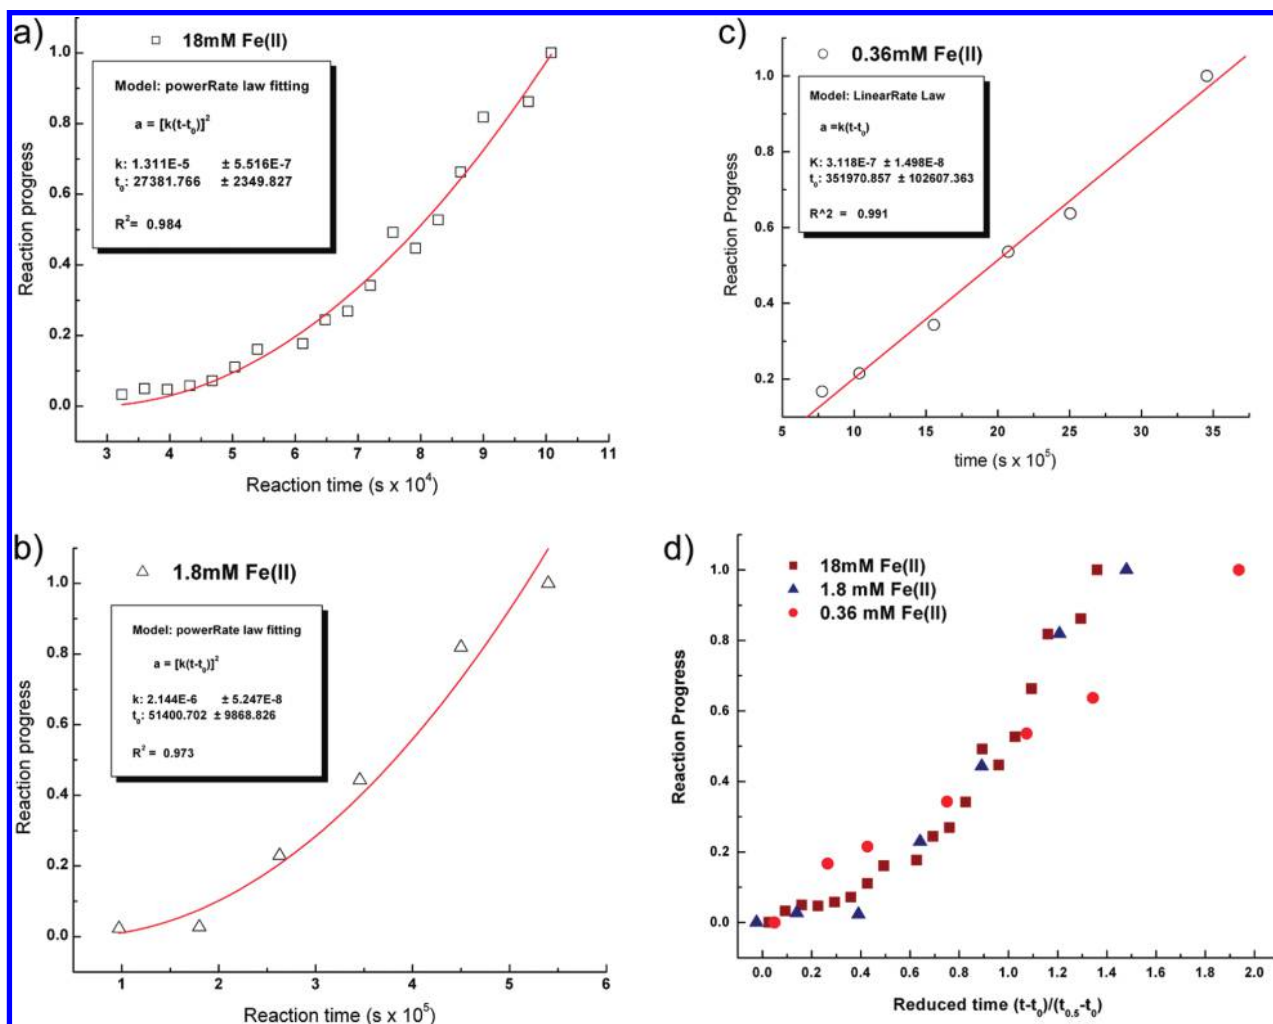 a)
18mM Fe(II)
Model: powerRate law fitting
a = [k(t-t₀)]²
k: 1.311E-5 ± 5.516E-7
t₀: 27381.766 ± 2349.827
R²= 0.984
1.0
0.8
0.6
0.4
0.2
0.0
Reaction progress
3 4 5 6 7 8 9 10 11
Reaction time (s x 10⁴)
c)
0.36mM Fe(II)
Model: LinearRate Law
a =k(t-t₀)
K: 3.118E-7 ± 1.498E-8
t₀: 351970.857 ± 102607.363
R^2 = 0.991
1.0
0.8
0.6
0.4
0.2
Reaction Progress
5 10 15 20 25 30 35
time (s x 10⁵)
b)
1.8mM Fe(II)
Model: powerRate law fitting
a = [k(t-t₀)]²
k: 2.144E-6 ± 5.247E-8
t₀: 51400.702 ± 9868.826
R² = 0.973
1.0
0.8
0.6
0.4
0.2
0.0
Reaction progress
1 2 3 4 5 6
Reaction time (s x 10⁵)
d)
18mM Fe(II)
1.8 mM Fe(II)
0.36 mM Fe(II)
1.0
0.8
0.6
0.4
0.2
0.0
Reaction Progress
0.0 0.2 0.4 0.6 0.8 1.0 1.2 1.4 1.6 1.8 2.0
Reduced time (t-t₀)/(t₀.₅-t₀)